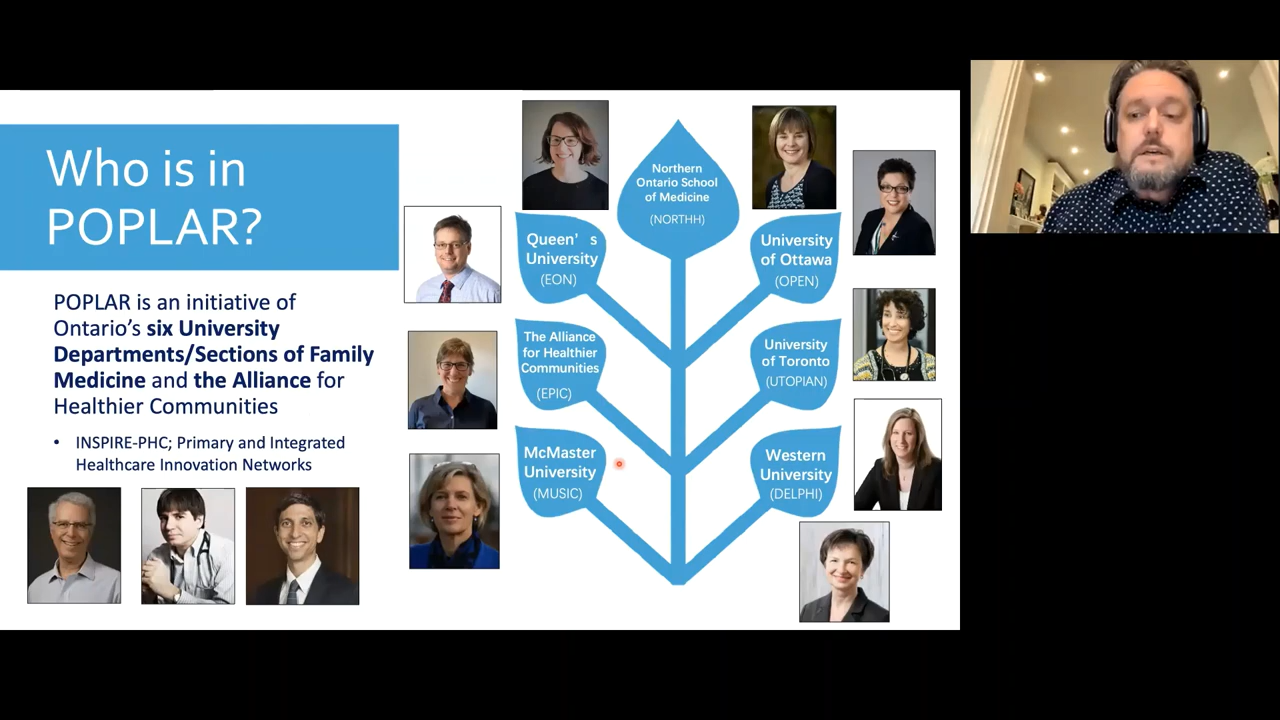 Who is in
POPLAR?
POPLAR is an initiative of
Ontario’s six University
Departments/Sections of Family
Medicine and the Alliance for
Healthier Communities
• INSPIRE-PHC; Primary and Integrated
Healthcare Innovation Networks
Northern
Ontario School
of Medicine
(NORTHH)
Queen’ s
University
(EON)
University
of Ottawa
(OPEN)
The Alliance
for Healthier
Communities
(EPIC)
University
of Toronto
(UTOPIAN)
McMaster
University
(MUSIC)
Western
University
(DELPHI)